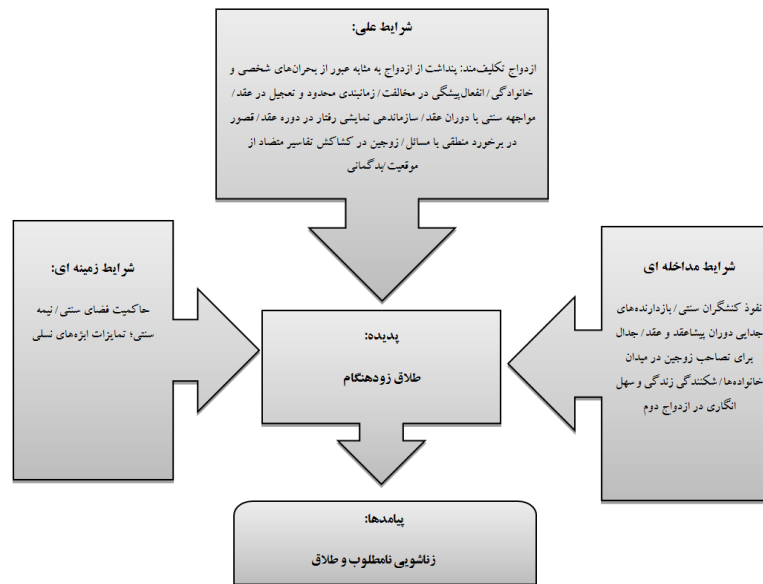 شرایط علی:
ازدواج تکلیف‌مند: پنداشت از ازدواج به مثابه عبور از بحران‌های شخصی و
خانوادگی/ انفعال‌پیشگی در مخالفت/ زمانبندی محدود و تعجیل در عقد/
مواجهه سنتی با دوران عقد/ سازماندهی نمایشی رفتار در دوره عقد/ قصور
در برخورد منطقی با مسائل/ زوجین در کشاکش تفاسیر متضاد از
موقعیت/بدگمانی
شرایط مداخله ای
نفوذ کنشگران سنتی/ بازدارنده‌های
جدایی دوران پیشاعقد و عقد/ جدال
برای تصاحب زوجین در میدان
خانواده‌ها/ شکنندگی زندگی و سهل
انگاری در ازدواج دوم
شرایط زمینه ای:
حاکمیت فضای سنتی/ نیمه
سنتی؛ تمایزات ابژه‌های نسلی
پدیده:
طلاق زودهنگام
پیامدها:
زناشویی نامطلوب و طلاق